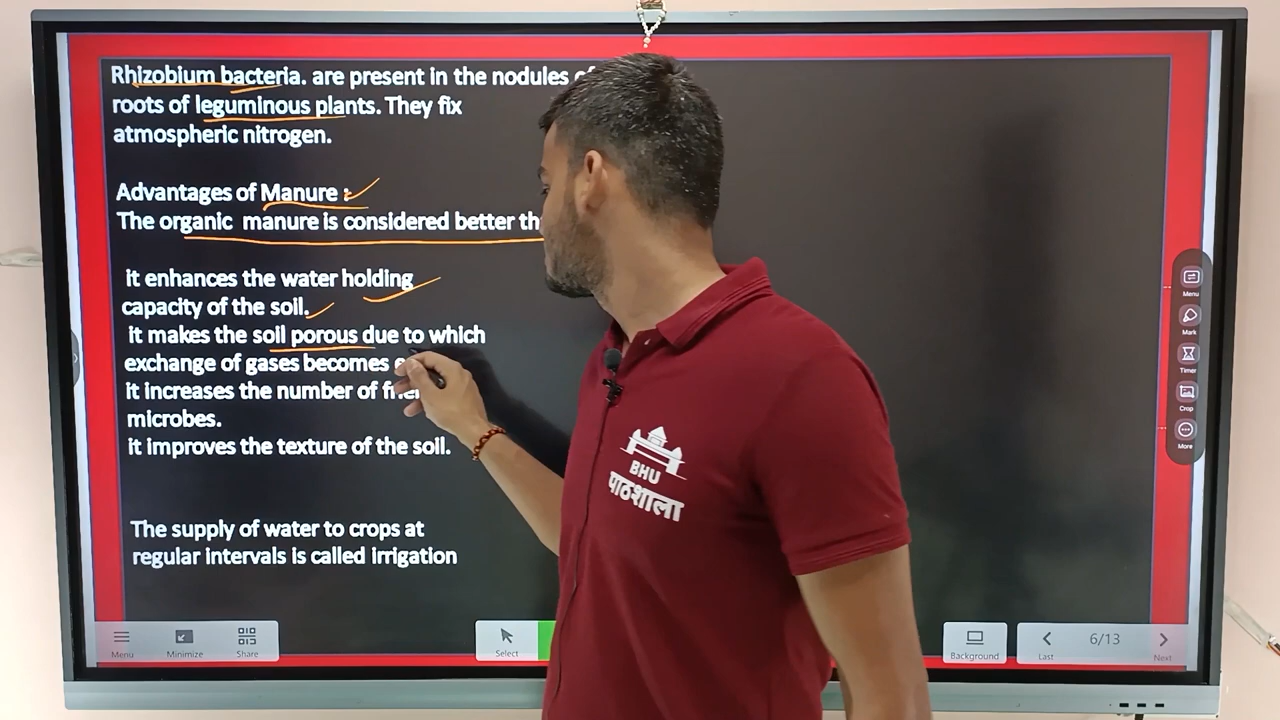 Rhizobium bacteria. are present in the nodules
roots of leguminous plants. They fix
atmospheric nitrogen.
Advantages of Manure :
The organic manure is considered better
it enhances the water holding
capacity of the soil.
it makes the soil porous due to which
exchange of gases becomes
it increases the number of
microbes.
it improves the texture of the soil.
The supply of water to crops at
regular intervals is called irrigation
BHU
पाठशाला
Menu
Mark
Timer
Crop
More
Menu
Minimize
Share
Select
Background
Last
6/13
Next